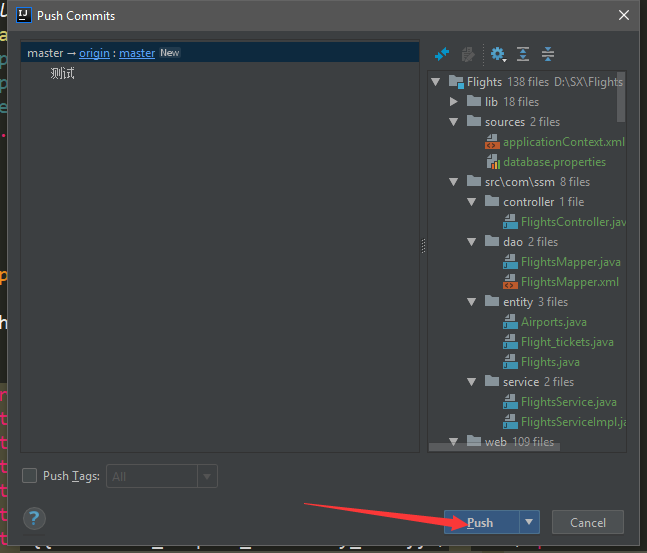 Push Commits
master → origin : master New
测试
Flights 138 files D:\SX\Flights
lib 18 files
sources 2 files
applicationContext.xml
database.properties
src\com\ssm 8 files
controller 1 file
FlightsController.jav
dao 2 files
FlightsMapper.java
FlightsMapper.xml
entity 3 files
Airports.java
Flight_tickets.java
Flights.java
service 2 files
FlightsService.java
FlightsServiceImpl.ja
web 109 files
Push Tags: All
? Push Cancel